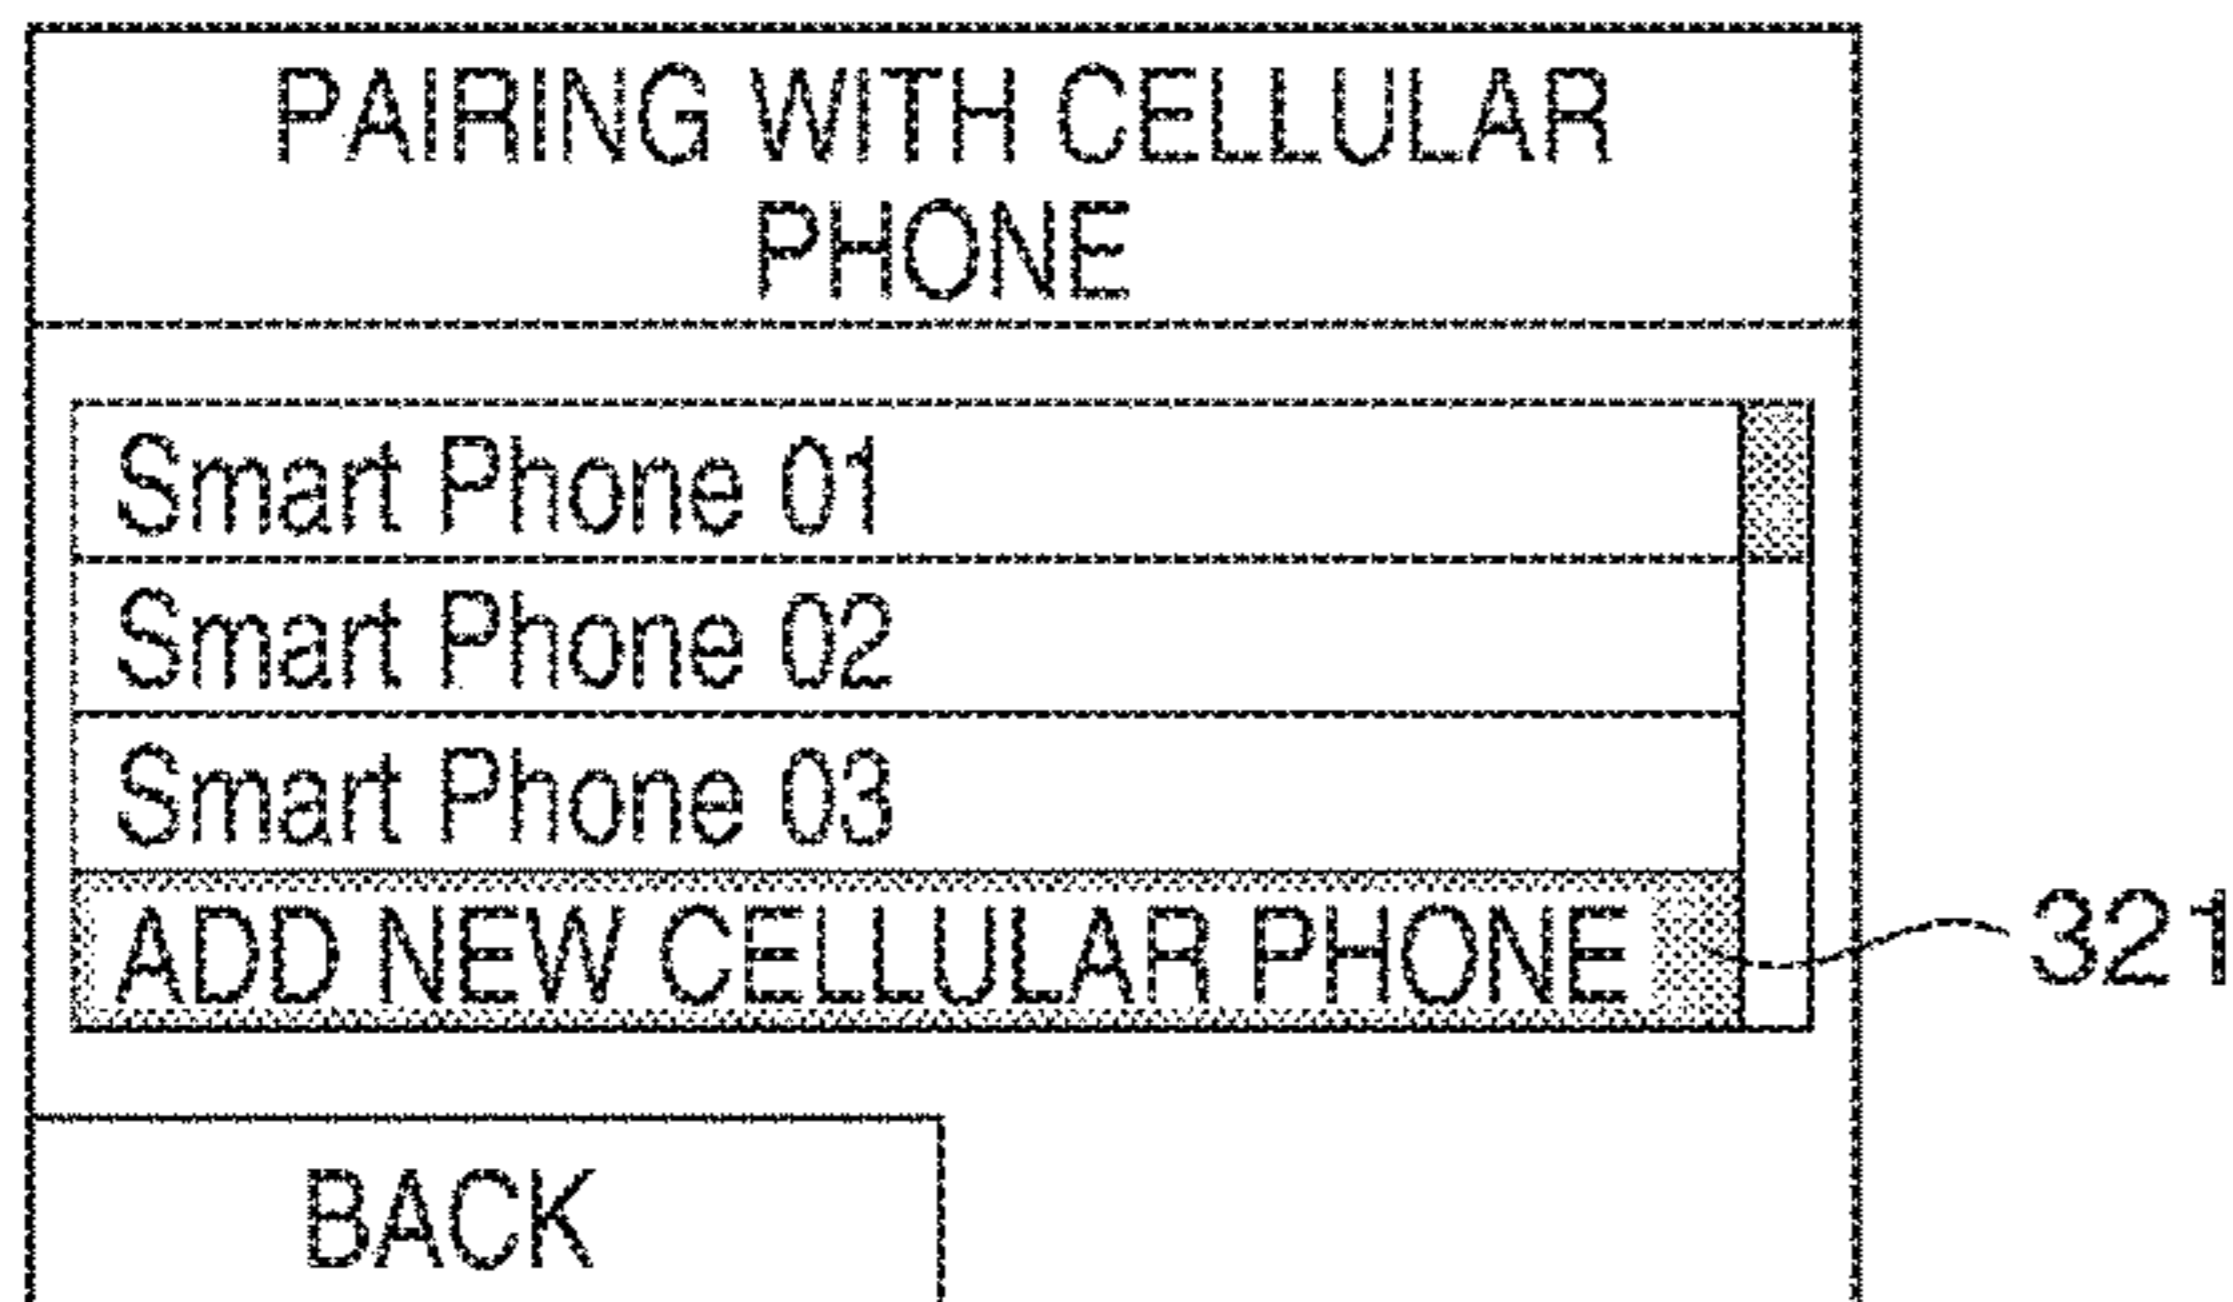 PAIRING WITH CELLULAR
PHONE
Smart Phone 01
Smart Phone 02
Smart Phone 03
ADD NEW CELLULAR PHONE
321
BACK